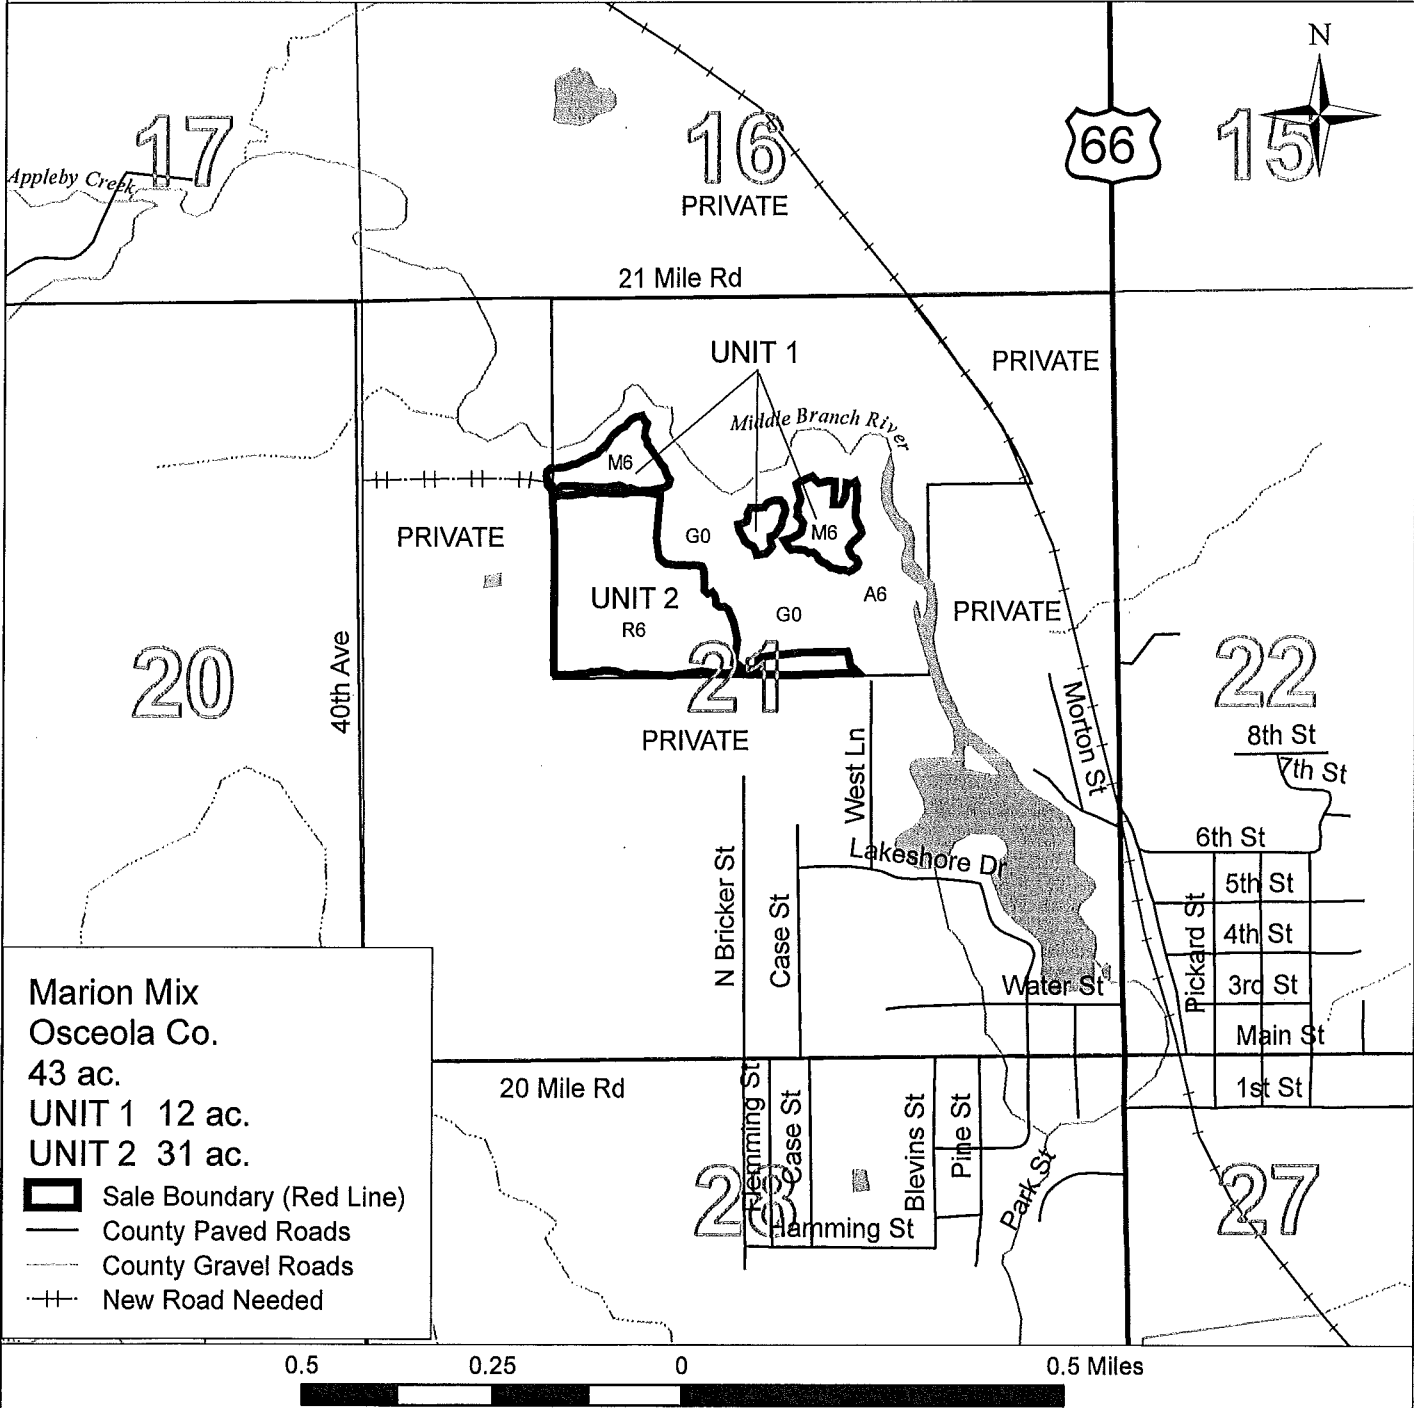 N
17
16
66
15
Appleby Creek
PRIVATE
21 Mile Rd
UNIT 1
PRIVATE
Middle Branch River
M6
PRIVATE
G0
M6
UNIT 2
A6
PRIVATE
G0
R6
20
40th Ave
21
22
Morton St
PRIVATE
West Ln
8th St
7th St
6th St
Lakeshore Dr
5th St
N Bricker St
Case St
Pickard St
4th St
Water St
3rd St
Main St
Marion Mix
Osceola Co.
43 ac.
UNIT 1 12 ac.
UNIT 2 31 ac.
Sale Boundary (Red Line)
County Paved Roads
County Gravel Roads
New Road Needed
20 Mile Rd
1st St
Flemming St
Case St
Blevins St
Pine St
Park St
28
27
Hamming St
0.5
0.25
0
0.5 Miles